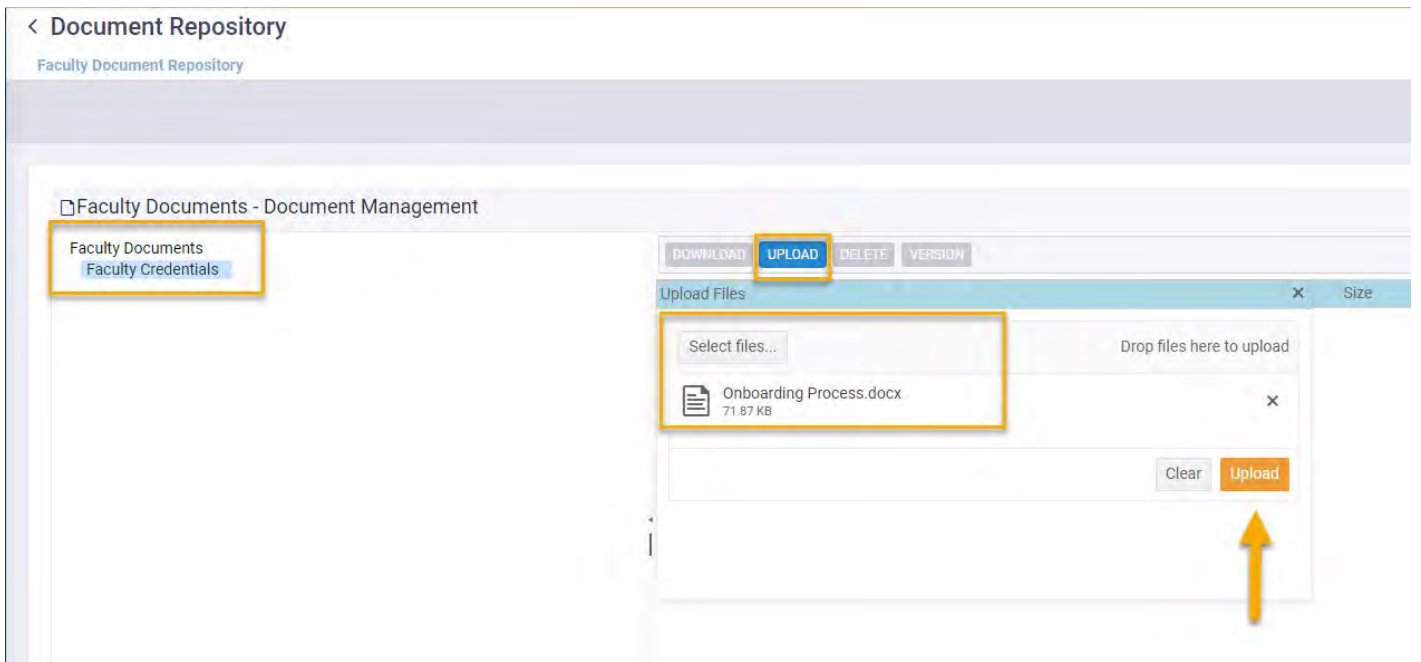 < Document Repository
Faculty Document Repository
Faculty Documents - Document Management
Faculty Documents
Faculty Credentials
DOWNLOAD UPLOAD DELETE VERSION
Upload Files × Size
Select files... Drop files here to upload
Onboarding Process.docx ×
71.87 KB
Clear Upload